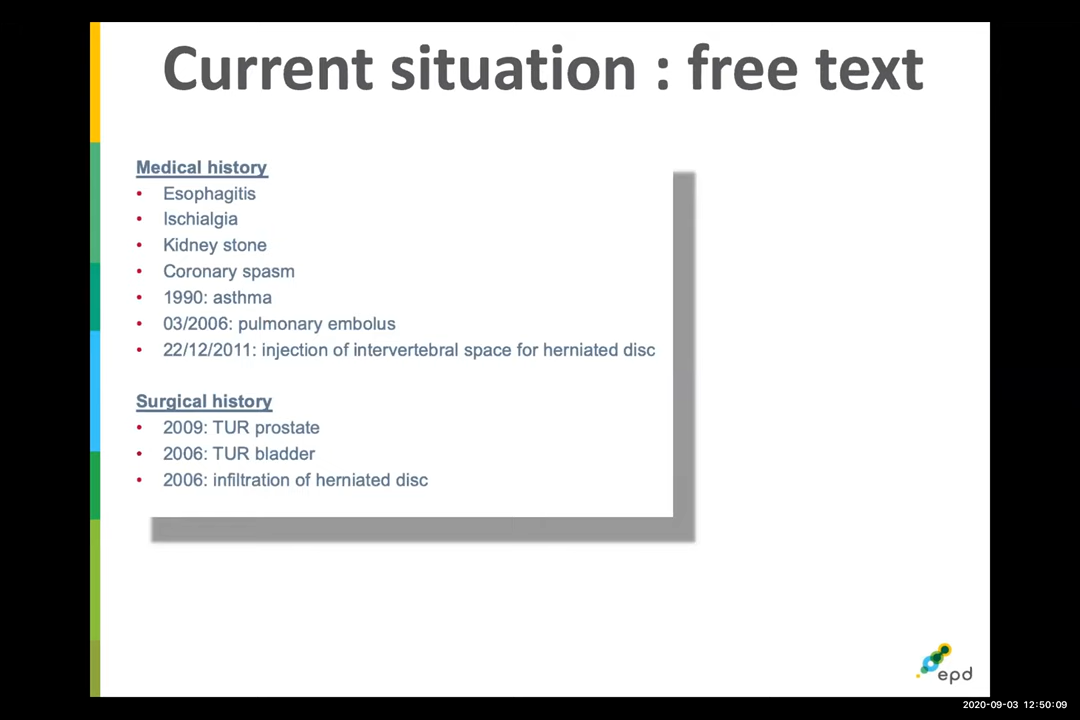 Current situation : free text
Medical history
• Esophagitis
• Ischialgia
• Kidney stone
• Coronary spasm
• 1990: asthma
• 03/2006: pulmonary embolus
• 22/12/2011: injection of intervertebral space for herniated disc
Surgical history
• 2009: TUR prostate
• 2006: TUR bladder
• 2006: infiltration of herniated disc
epd
2020-09-03 12:50:09